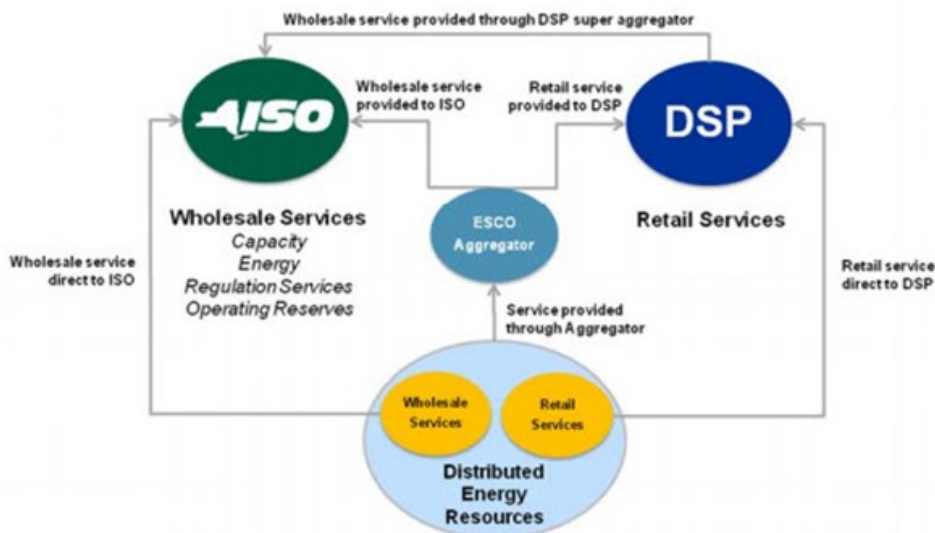 Wholesale service provided through DSP super aggregator
Wholesale service
provided to ISO
Retail service
provided to DSP
ISO
DSP
ESCO
Aggregator
Wholesale Services
Capacity
Energy
Regulation Services
Operating Reserves
Retail Services
Wholesale service
direct to ISO
Retail service
direct to DSP
Service provided
through Aggregator
Wholesale
Services
Retail
Services
Distributed
Energy
Resources